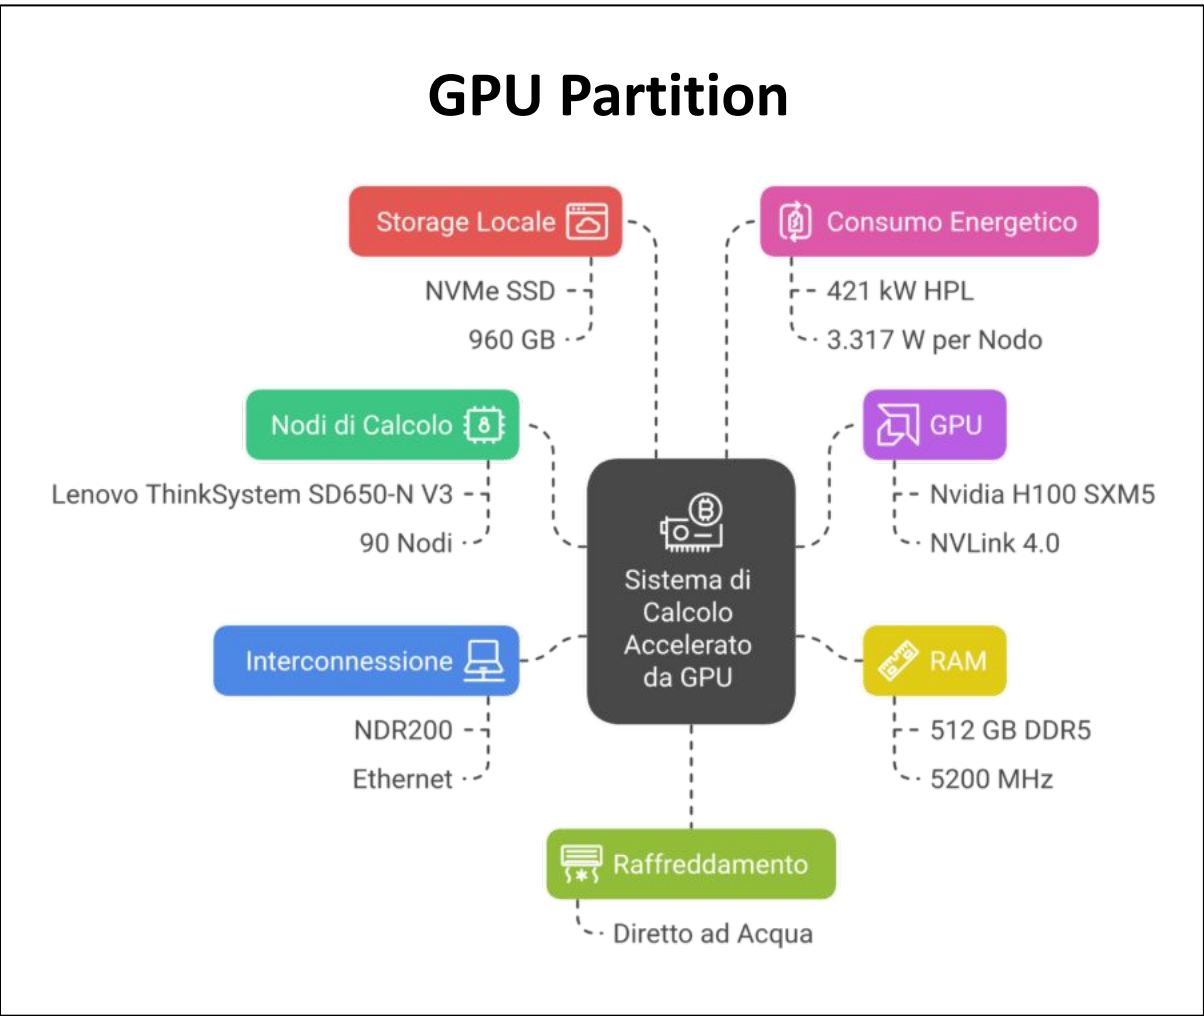 GPU Partition
Storage Locale
NVMe SSD
960 GB
Consumo Energetico
421 kW HPL
3.317 W per Nodo
Nodi di Calcolo
Lenovo ThinkSystem SD650-N V3
90 Nodi
GPU
Nvidia H100 SXM5
NVLink 4.0
Sistema di
Calcolo
Accelerato
da GPU
Interconnessione
NDR200
Ethernet
RAM
512 GB DDR5
5200 MHz
Raffreddamento
Diretto ad Acqua